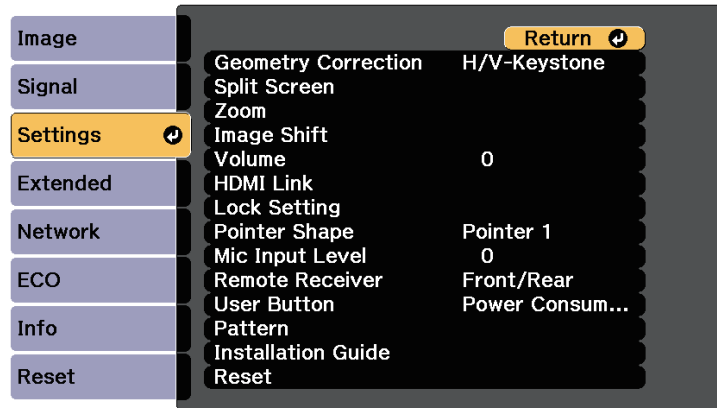 Image
Signal
Settings
Extended
Network
ECO
Info
Reset
Return
Geometry Correction H/V-Keystone
Split Screen
Zoom
Image Shift
Volume 0
HDMI Link
Lock Setting
Pointer Shape Pointer 1
Mic Input Level 0
Remote Receiver Front/Rear
User Button Power Consum...
Pattern
Installation Guide
Reset